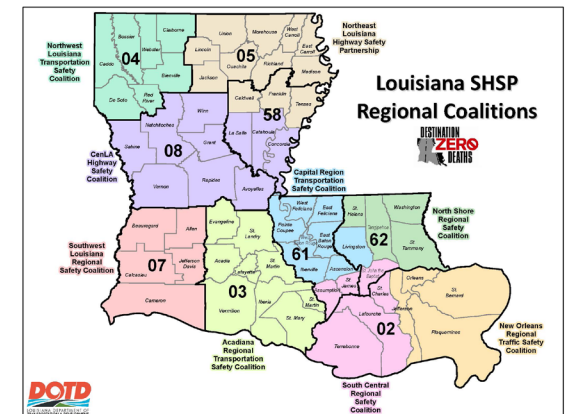 Louisiana SHSP
Regional Coalitions
DESTINATION
ZERO
DEATHS
Northwest
Louisiana
Transportation
Safety
Coalition
Northeast
Louisiana
Highway Safety
Partnership
CenLA
Highway
Safety
Coalition
Capital Region
Transportation
Safety Coalition
North Shore
Regional
Safety
Coalition
Southwest
Louisiana
Regional
Safety Coalition
Acadiana
Regional
Transportation
Safety
Coalition
South Central
Regional
Safety
Coalition
New Orleans
Regional
Traffic Safety
Coalition
04
Caddo
Bossier
Webster
Claiborne
Bienville
De Soto
Red
River
05
Lincoln
Union
Morehouse
West
Carroll
East
Carroll
Ouachita
Richland
Madison
Jackson
58
Caldwell
Franklin
Tensas
La Salle
Catahoula
Concordia
08
Winn
Natchitoches
Sabine
Grant
Vernon
Rapides
Avoyelles
61
West
Feliciana
East
Feliciana
Pointe
Coupee
East
Baton
Rouge
Iberville
Ascension
St.
James
Assumption
62
St.
Helena
Washington
Tangipahoa
Livingston
St.
Tammany
07
Beauregard
Allen
Calcasieu
Jefferson
Davis
Cameron
03
Evangeline
St.
Landry
Acadia
Lafayette
St.
Martin
Vermilion
Iberia
St.
Martin
St. Mary
02
St. John the
Baptist
St.
Charles
Lafourche
Terrebonne
Jefferson
Orleans
St.
Bernard
Plaquemines
DOTD
LOUISIANA DEPARTMENT OF